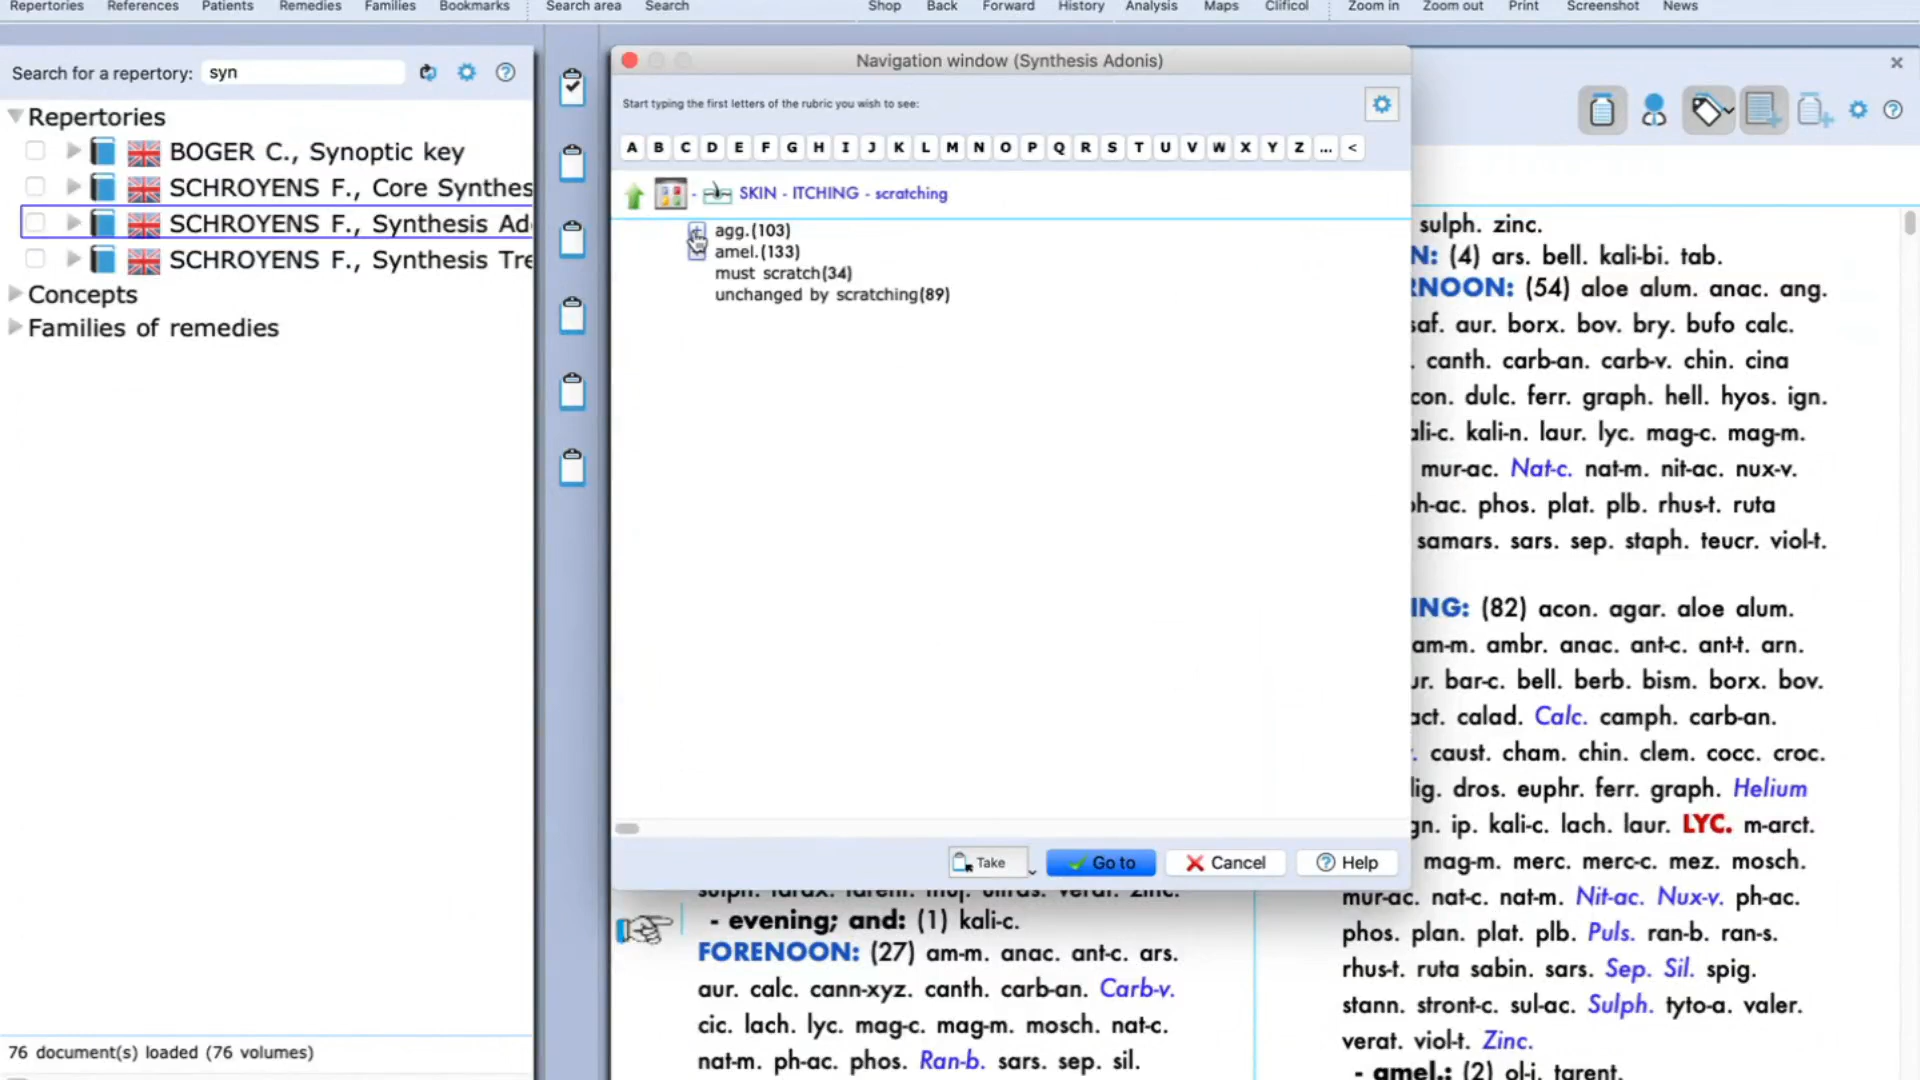 Repertories References Patients Remedies Families Bookmarks Search area Search Shop Back Forward History Analysis Maps Clificol Zoom in Zoom out Print Screenshot News
Search for a repertory: syn
Repertories
BOGER C., Synoptic key
SCHROYENS F., Core Synthes
SCHROYENS F., Synthesis Ad
SCHROYENS F., Synthesis Tre
Concepts
Families of remedies
76 document(s) loaded (76 volumes)
Navigation window (Synthesis Adonis)
Start typing the first letters of the rubric you wish to see:
A B C D E F G H I J K L M N O P Q R S T U V W X Y Z ... <
- SKIN - ITCHING - scratching
agg.(103)
amel.(133)
must scratch(34)
unchanged by scratching(89)
Take Go to Cancel Help
- evening; and: (1) kali-c.
FORENOON: (27) am-m. anac. ant-c. ars.
aur. calc. cann-xyz. canth. carb-an. Carb-v.
cic. lach. lyc. mag-c. mag-m. mosch. nat-c.
nat-m. ph-ac. phos. Ran-b. sars. sep. sil.
sulph. zinc.
N: (4) ars. bell. kali-bi. tab.
RNOON: (54) aloe alum. anac. ang.
saf. aur. borx. bov. bry. bufo calc.
. canth. carb-an. carb-v. chin. cina
con. dulc. ferr. graph. hell. hyos. ign.
ali-c. kali-n. laur. lyc. mag-c. mag-m.
mur-ac. Nat-c. nat-m. nit-ac. nux-v.
ph-ac. phos. plat. plb. rhus-t. ruta
samars. sars. sep. staph. teucr. viol-t.
ING: (82) acon. agar. aloe alum.
am-m. ambr. anac. ant-c. ant-t. arn.
ur. bar-c. bell. berb. bism. borx. bov.
act. calad. Calc. camph. carb-an.
. caust. cham. chin. clem. cocc. croc.
lig. dros. euphr. ferr. graph. Helium
gn. ip. kali-c. lach. laur. LYC. m-arct.
mag-m. merc. merc-c. mez. mosch.
mur-ac. nat-c. nat-m. Nit-ac. Nux-v. ph-ac.
phos. plan. plat. plb. Puls. ran-b. ran-s.
rhus-t. ruta sabin. sars. Sep. Sil. spig.
stann. stront-c. sul-ac. Sulph. tyto-a. valer.
verat. viol-t. Zinc.
- amel.: (2) ol-j. tarent.